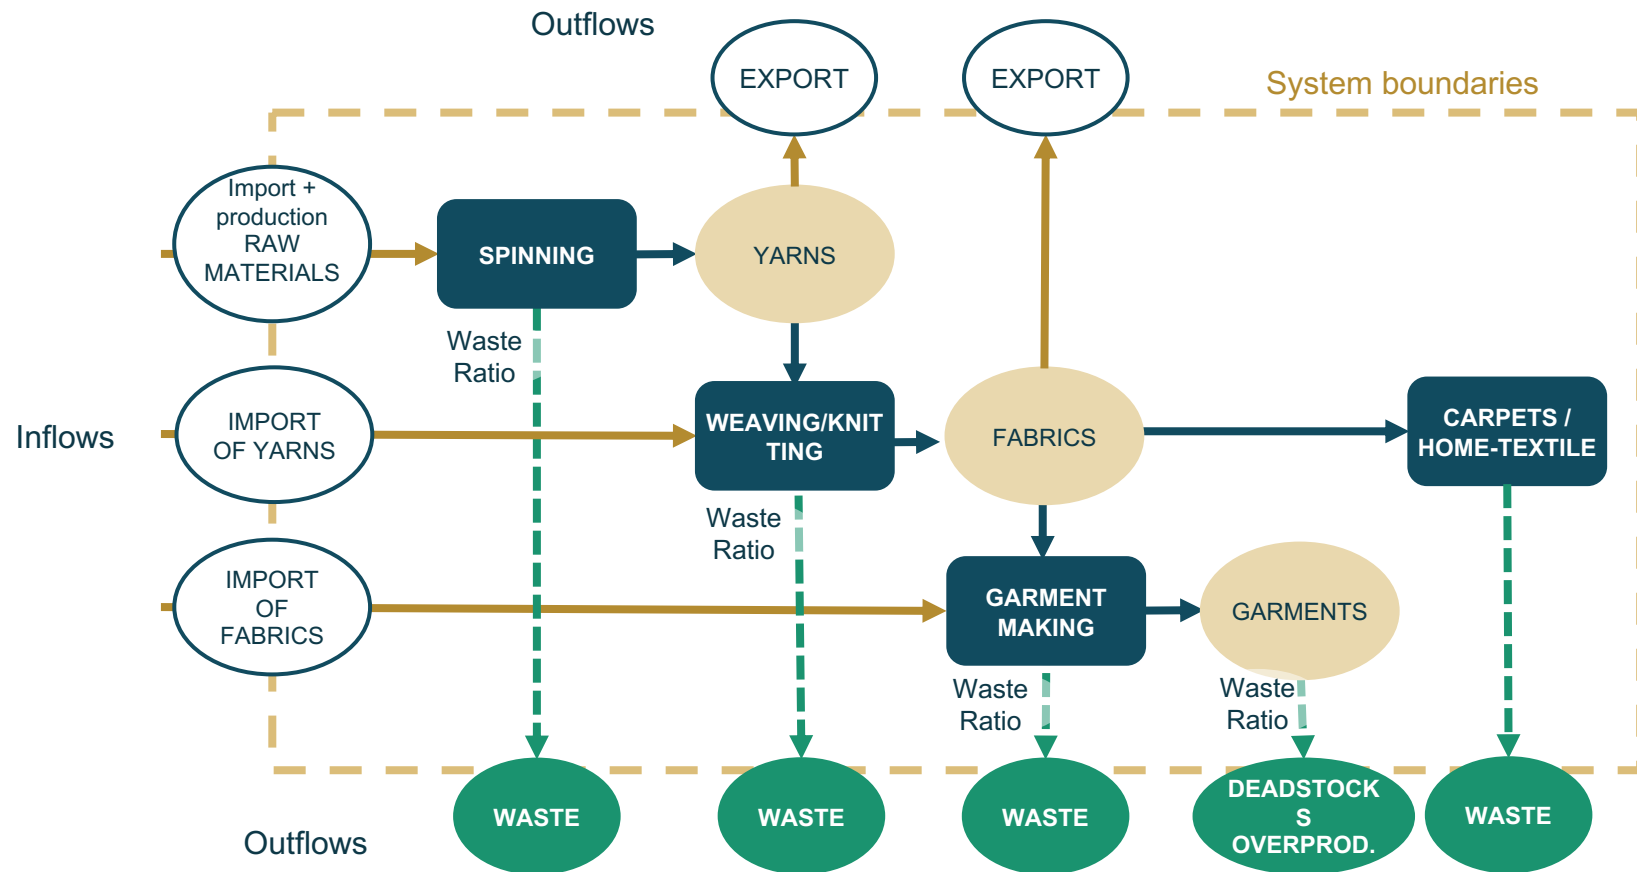 Outflows
EXPORT
EXPORT
System boundaries
Import +
production
RAW
MATERIALS
SPINNING
YARNS
Waste
Ratio
Inflows
IMPORT
OF YARNS
WEAVING/KNIT
TING
FABRICS
CARPETS /
HOME-TEXTILE
Waste
Ratio
IMPORT
OF
FABRICS
GARMENT
MAKING
GARMENTS
Waste
Ratio
Waste
Ratio
WASTE
WASTE
WASTE
DEADSTOCK
S
OVERPROD.
WASTE
Outflows